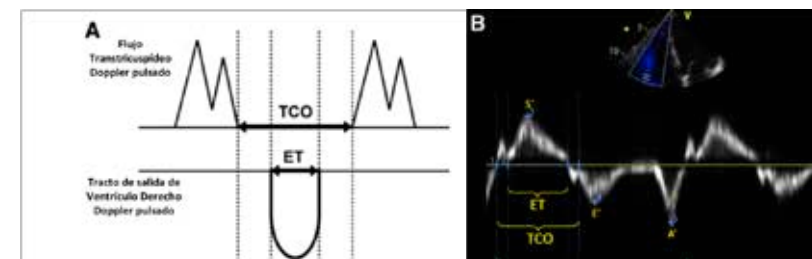 A
Flujo
Transtricuspídeo
Doppler pulsado
TCO
ET
Tracto de salida de
Ventrículo Derecho
Doppler pulsado
B
V
S'
ET
E'
A'
TCO